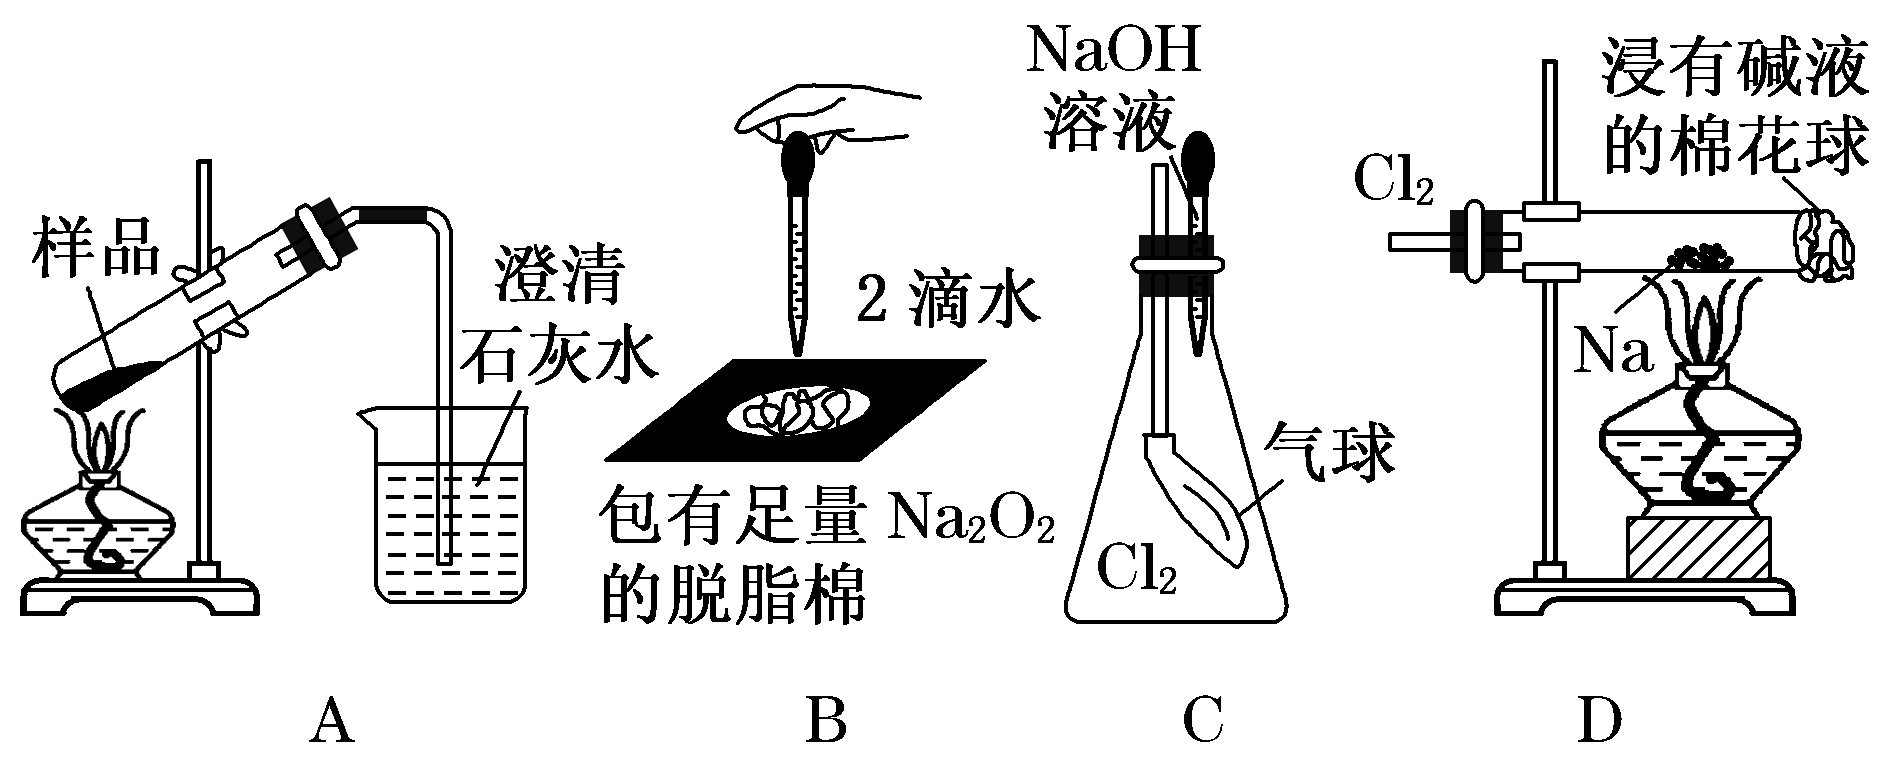 样品
澄清
石灰水
A
2 滴水
包有足量 Na₂O₂
的脱脂棉
B
NaOH
溶液
气球
Cl₂
C
浸有碱液
的棉花球
Cl₂
Na
D